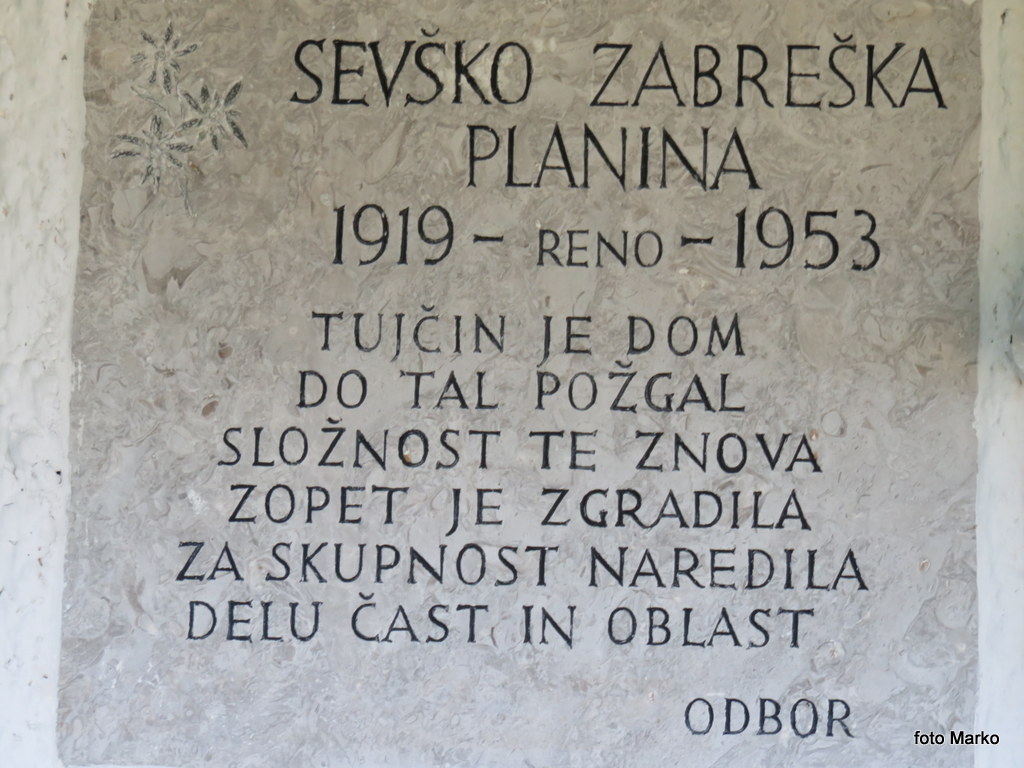 SEVŠKO ZABREŠKA
PLANINA
1919 – RENO – 1953
TUJČIN JE DOM
DO TAL POŽGAL
SLOŽNOST TE ZNOVA
ZOPET JE ZGRADILA
ZA SKUPNOST NAREDILA
DELU ČAST IN OBLAST
ODBOR
foto Marko